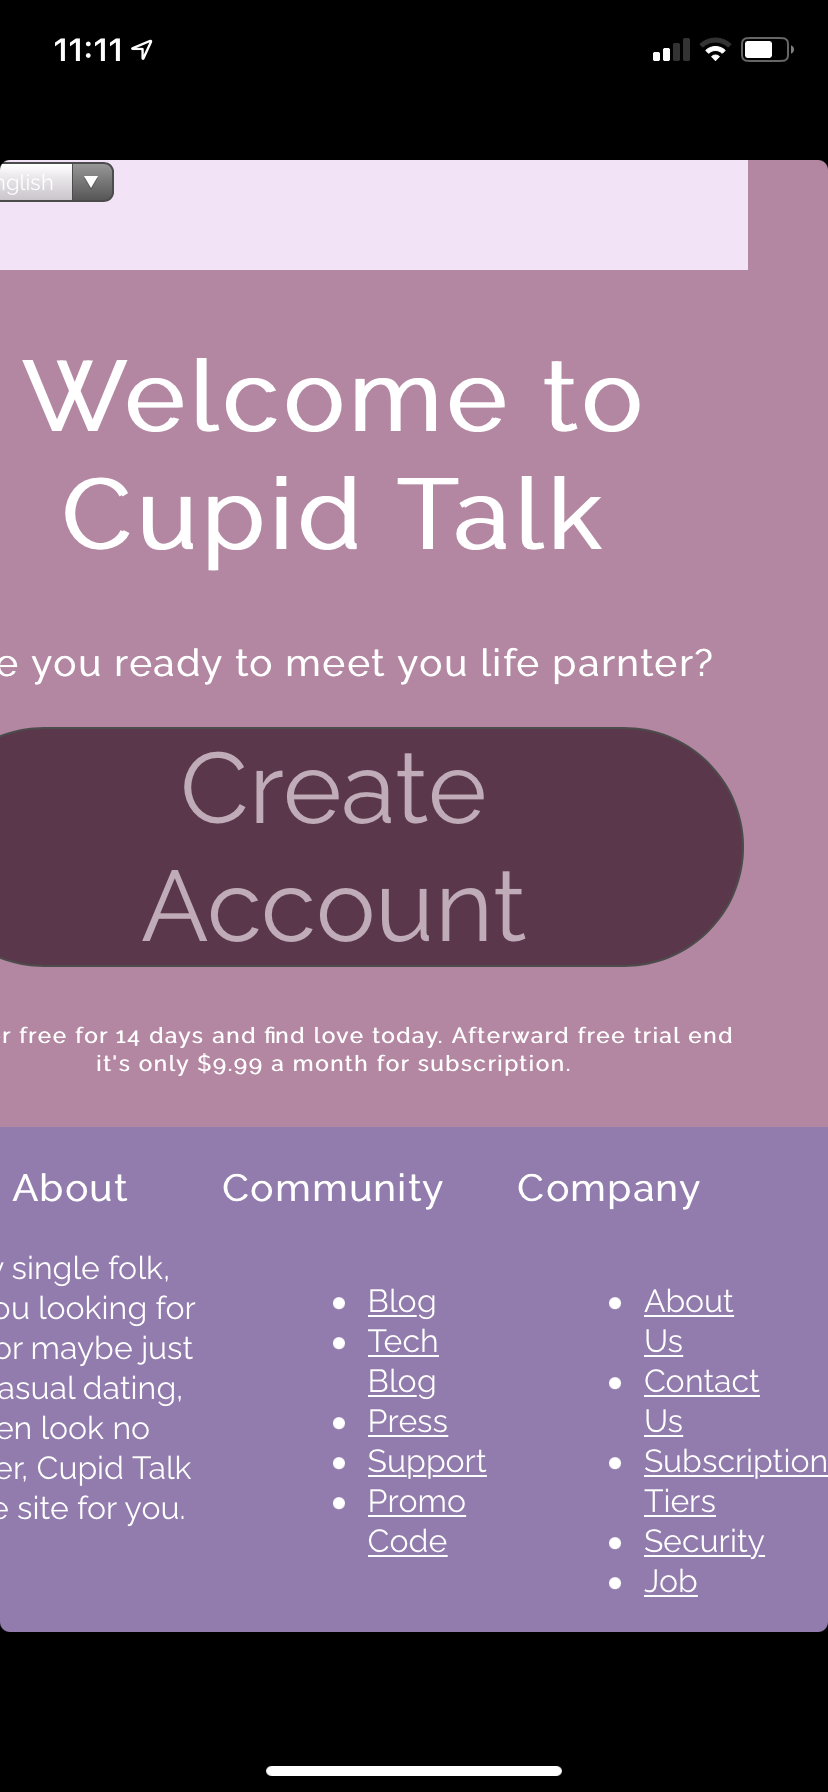 11:11
nglish
Welcome to
Cupid Talk
e you ready to meet you life parnter?
Create
Account
r free for 14 days and find love today. Afterward free trial end
it's only $9.99 a month for subscription.
About
single folk,
ou looking for
or maybe just
asual dating,
en look no
er, Cupid Talk
e site for you.
Community
Blog
Tech
Blog
Press
Support
Promo
Code
Company
About
Us
Contact
Us
Subscription
Tiers
Security
Job